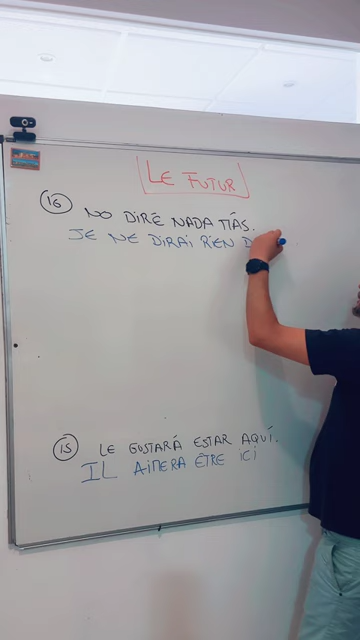 LE FUTUR
16 NO DIRÉ NADA MÁS.
JE NE DIRAI RIEN D
15 LE GUSTARÁ ESTAR AQUÍ.
IL AIMERA ÊTRE ICI